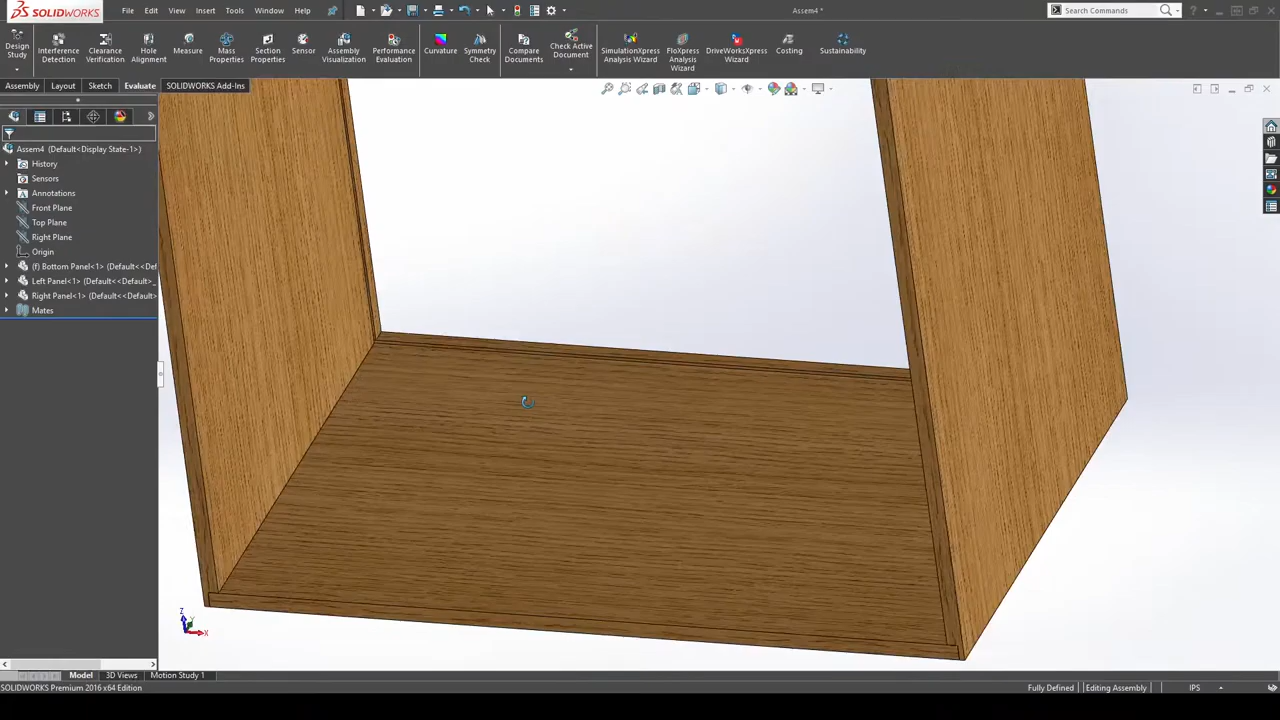 SOLIDWORKS
File Edit View Insert Tools Window Help
Assem4 *
Search Commands
Design Study
Interference Detection
Clearance Verification
Hole Alignment
Measure
Mass Properties
Section Properties
Sensor
Assembly Visualization
Performance Evaluation
Curvature
Symmetry Check
Compare Documents
Check Active Document
SimulationXpress Analysis Wizard
FloXpress Analysis Wizard
DriveWorksXpress Wizard
Costing
Sustainability
Assembly Layout Sketch Evaluate SOLIDWORKS Add-Ins
Assem4 (Default<Display State-1>)
History
Sensors
Annotations
Front Plane
Top Plane
Right Plane
Origin
(f) Bottom Panel<1> (Default<<Def
Left Panel<1> (Default<<Default>_
Right Panel<1> (Default<<Default>
Mates
Z
Y
X
Model 3D Views Motion Study 1
SOLIDWORKS Premium 2016 x64 Edition
Fully Defined Editing Assembly IPS